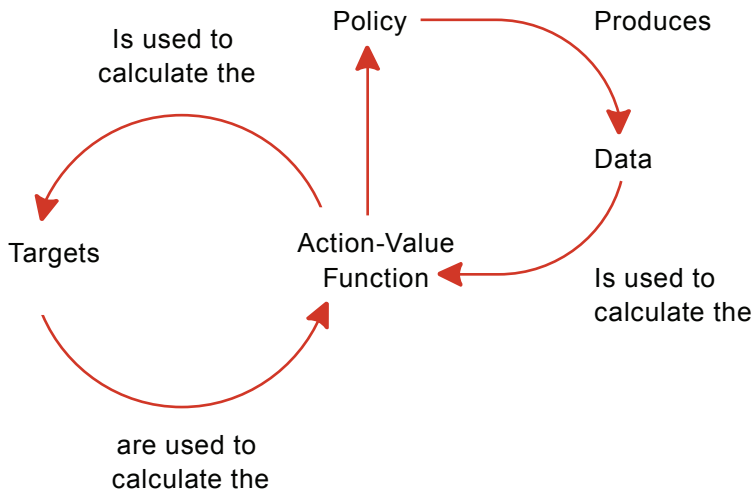 Policy
Produces
Is used to
calculate the
Data
Targets
Action-Value
Function
Is used to
calculate the
are used to
calculate the